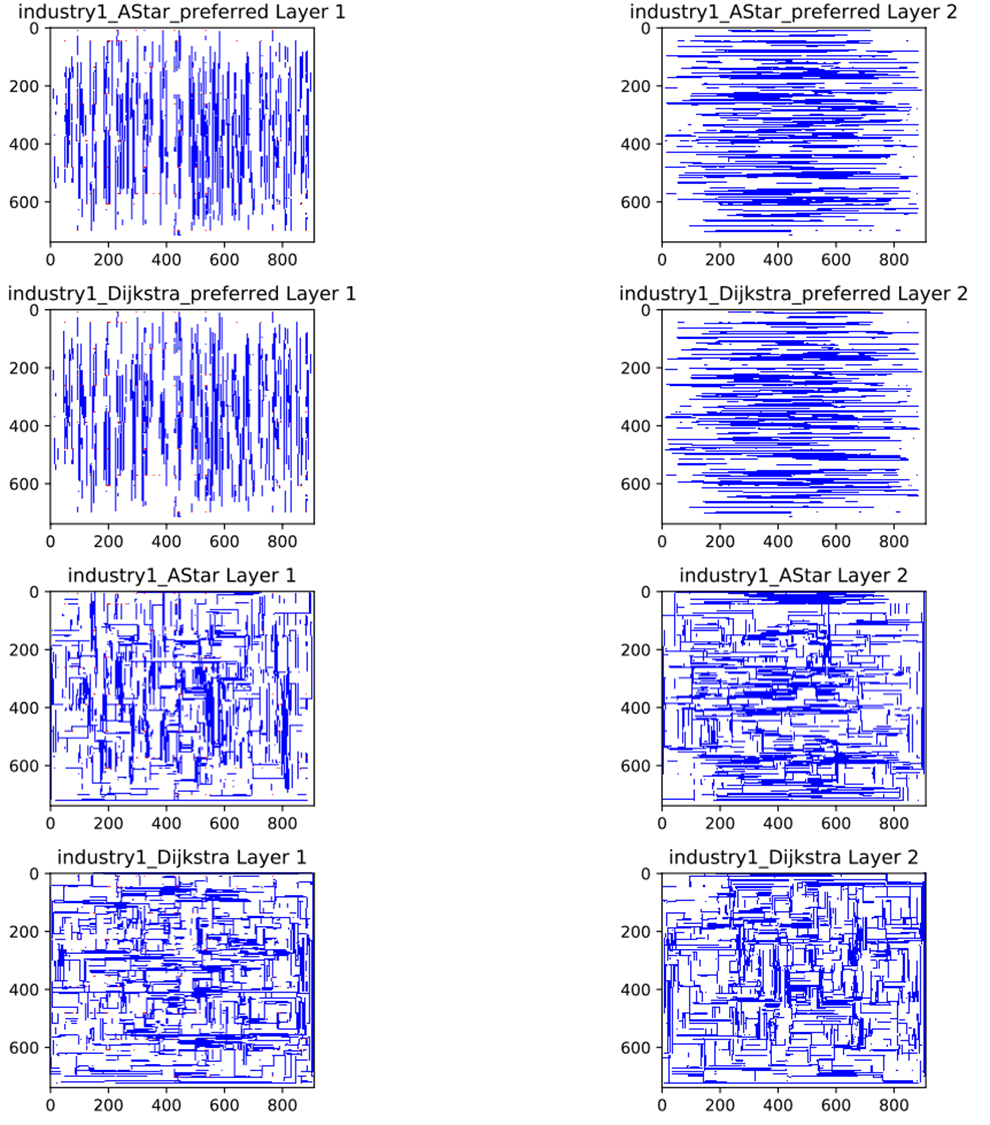 industry1_AStar_preferred Layer 1
0
200
400
600
0 200 400 600 800
industry1_AStar_preferred Layer 2
0
200
400
600
0 200 400 600 800
industry1_Dijkstra_preferred Layer 1
0
200
400
600
0 200 400 600 800
industry1_Dijkstra_preferred Layer 2
0
200
400
600
0 200 400 600 800
industry1_AStar Layer 1
0
200
400
600
0 200 400 600 800
industry1_AStar Layer 2
0
200
400
600
0 200 400 600 800
industry1_Dijkstra Layer 1
0
200
400
600
0 200 400 600 800
industry1_Dijkstra Layer 2
0
200
400
600
0 200 400 600 800